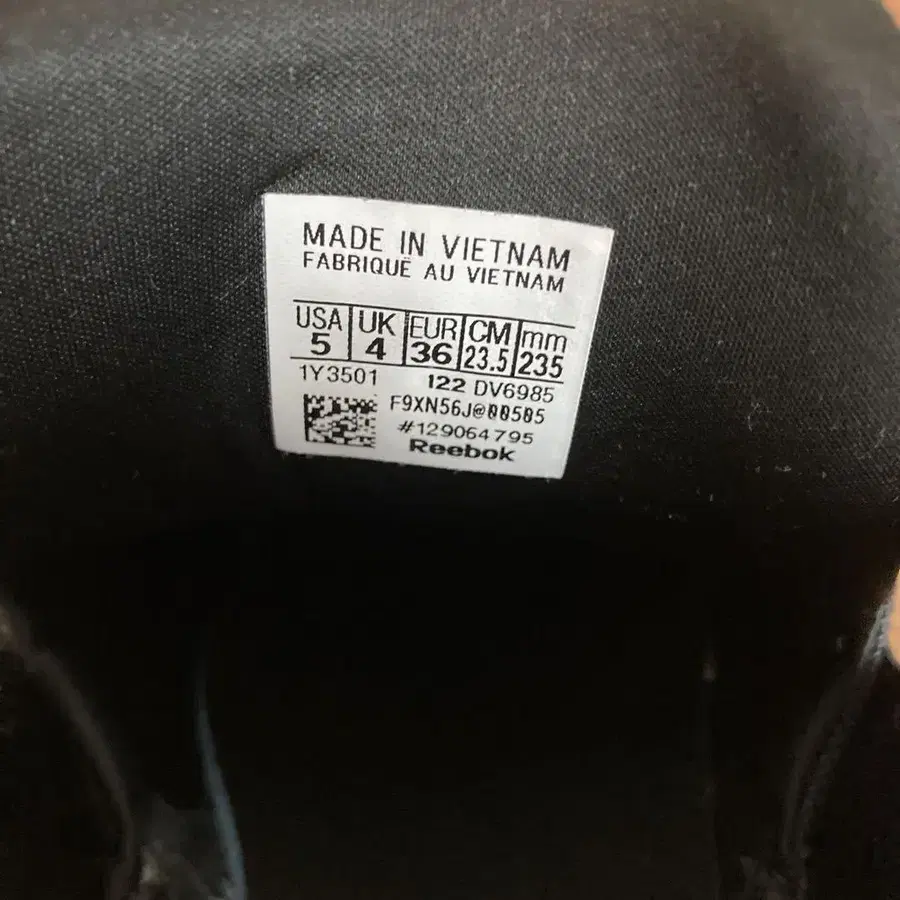 MADE IN VIETNAM
FABRIQUÉ AU VIETNAM
USA UK EUR CM mm
5 4 36 23.5 235
1Y3501 122 DV6985
F9XN56J@00505
#129064795
Reebok